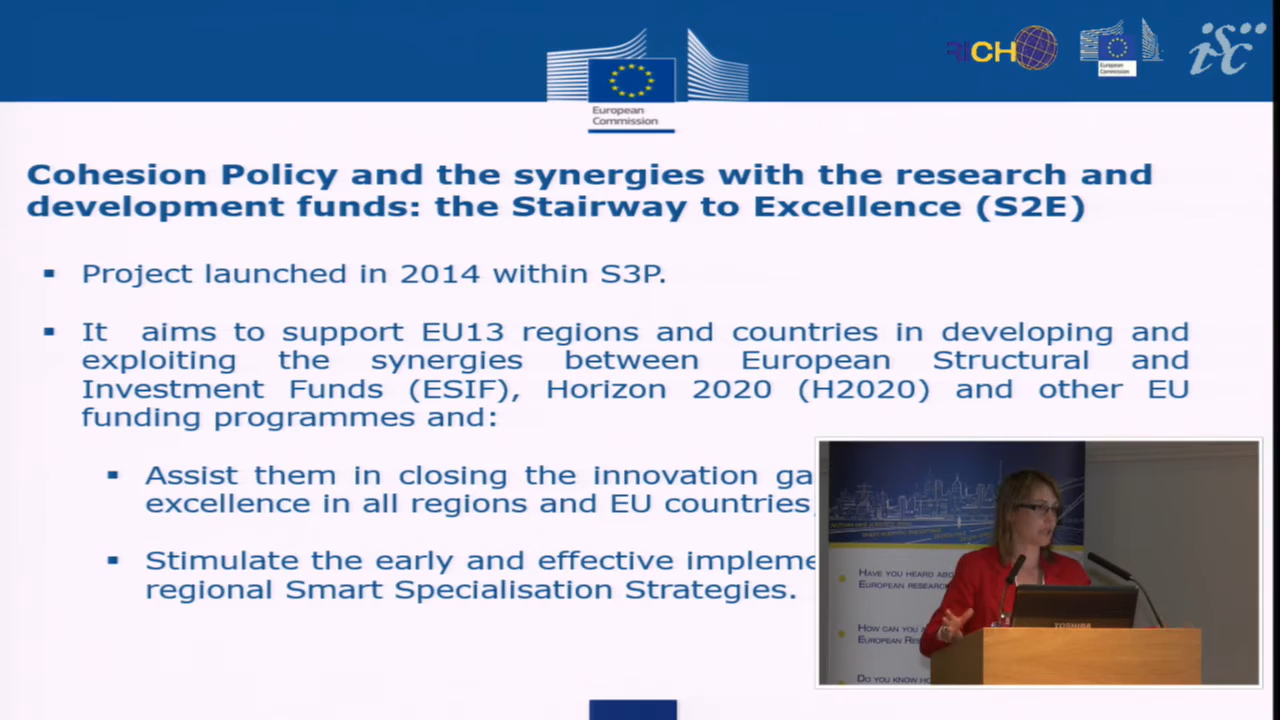 RICH
European
Commission
isc
European
Commission
Cohesion Policy and the synergies with the research and
development funds: the Stairway to Excellence (S2E)
▪ Project launched in 2014 within S3P.
▪ It aims to support EU13 regions and countries in developing and
exploiting the synergies between European Structural and
Investment Funds (ESIF), Horizon 2020 (H2020) and other EU
funding programmes and:
▪ Assist them in closing the innovation ga
excellence in all regions and EU countries
▪ Stimulate the early and effective impleme
regional Smart Specialisation Strategies.
Have you heard abo
European Research
How can you a
European Res
Do you know ho
TOSHIBA